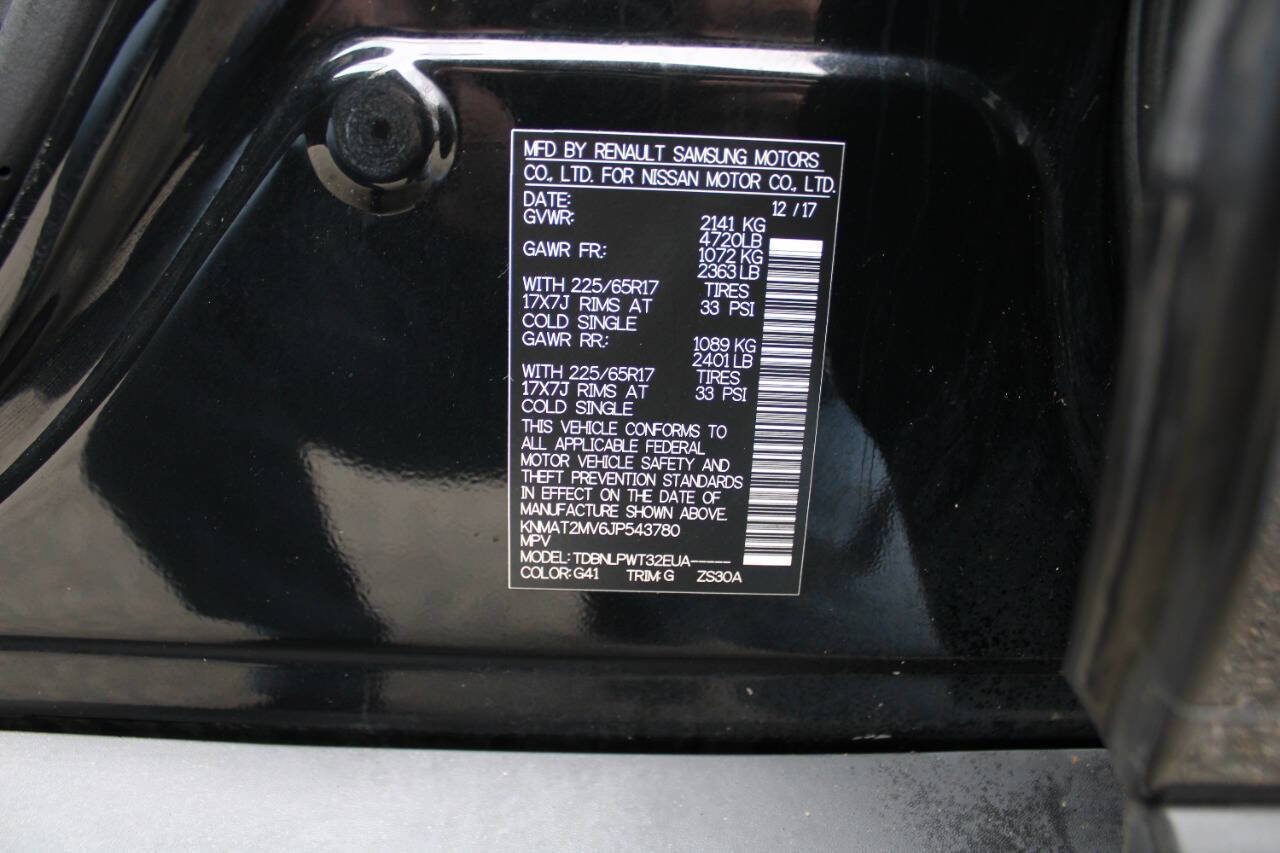 MFD BY RENAULT SAMSUNG MOTORS
CO., LTD. FOR NISSAN MOTOR CO., LTD.
DATE: 12 / 17
GVWR: 2141 KG
4720LB
GAWR FR: 1072 KG
2363 LB
WITH 225/65R17 TIRES
17X7J RIMS AT 33 PSI
COLD SINGLE
GAWR RR: 1089 KG
2401 LB
WITH 225/65R17 TIRES
17X7J RIMS AT 33 PSI
COLD SINGLE
THIS VEHICLE CONFORMS TO
ALL APPLICABLE FEDERAL
MOTOR VEHICLE SAFETY AND
THEFT PREVENTION STANDARDS
IN EFFECT ON THE DATE OF
MANUFACTURE SHOWN ABOVE.
KNMAT2MV6JP543780
MPV
MODEL: TDBNLPWT32EUA-----
COLOR: G41 TRIM: G ZS30A